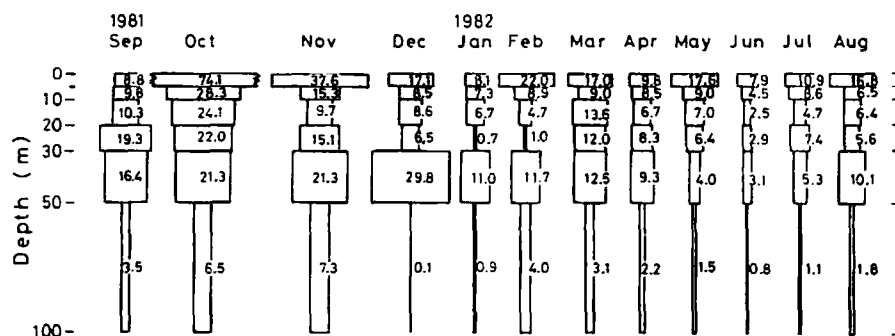 1981 1982
Sep Oct Nov Dec Jan Feb Mar Apr May Jun Jul Aug
0 8.8 74.1 37.6 17.1 8.1 22.0 17.0 9.8 17.6 7.9 10.9 16.8
9.8 28.3 15.3 8.5 7.3 8.9 9.0 8.5 9.0 4.5 8.6 6.5
10 10.3 24.1 9.7 8.6 6.7 4.7 13.6 6.7 7.0 2.5 4.7 6.4
20 19.3 22.0 15.1 6.5 0.7 1.0 12.0 8.3 6.4 2.9 7.4 5.6
30 16.4 21.3 21.3 29.8 11.0 11.7 12.5 9.3 4.0 3.1 5.3 10.1
50 3.5 6.5 7.3 0.1 0.9 4.0 3.1 2.2 1.5 0.8 1.1 1.8
100
Depth (m)